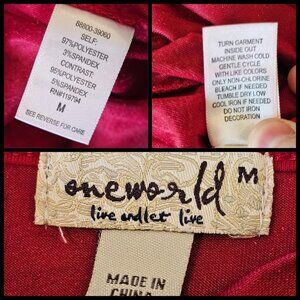 88800-39060
SELF:
97%POLYESTER
3%SPANDEX
CONTRAST:
95%POLYESTER
5%SPANDEX
RN#119794
M
SEE REVERSE FOR CARE
TURN GARMENT
INSIDE OUT
MACHINE WASH COLD
GENTLE CYCLE
WITH LIKE COLORS
ONLY NON-CHLORINE
BLEACH IF NEEDED
TUMBLE DRY LOW
COOL IRON IF NEEDED
DO NOT IRON
DECORATION
oneworld M
live and let live
MADE IN
CHINA